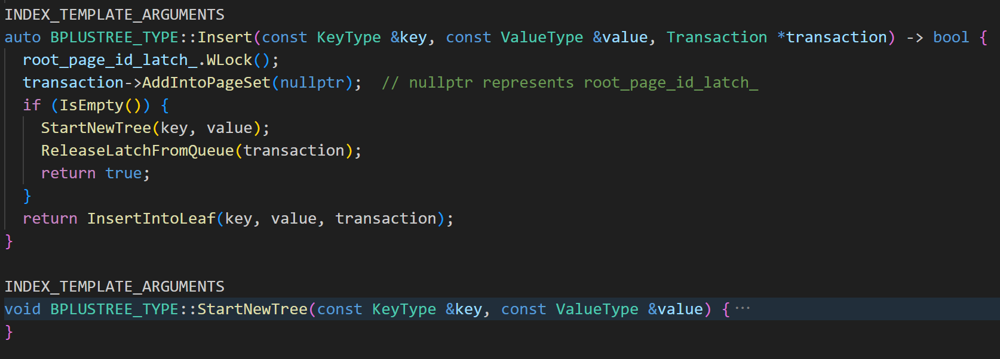 INDEX_TEMPLATE_ARGUMENTS
auto BPLUSTREE_TYPE::Insert(const KeyType &key, const ValueType &value, Transaction *transaction) -> bool {
  root_page_id_latch_.WLock();
  transaction->AddIntoPageSet(nullptr);  // nullptr represents root_page_id_latch_
  if (IsEmpty()) {
    StartNewTree(key, value);
    ReleaseLatchFromQueue(transaction);
    return true;
  }
  return InsertIntoLeaf(key, value, transaction);
}

INDEX_TEMPLATE_ARGUMENTS
void BPLUSTREE_TYPE::StartNewTree(const KeyType &key, const ValueType &value) {···
}